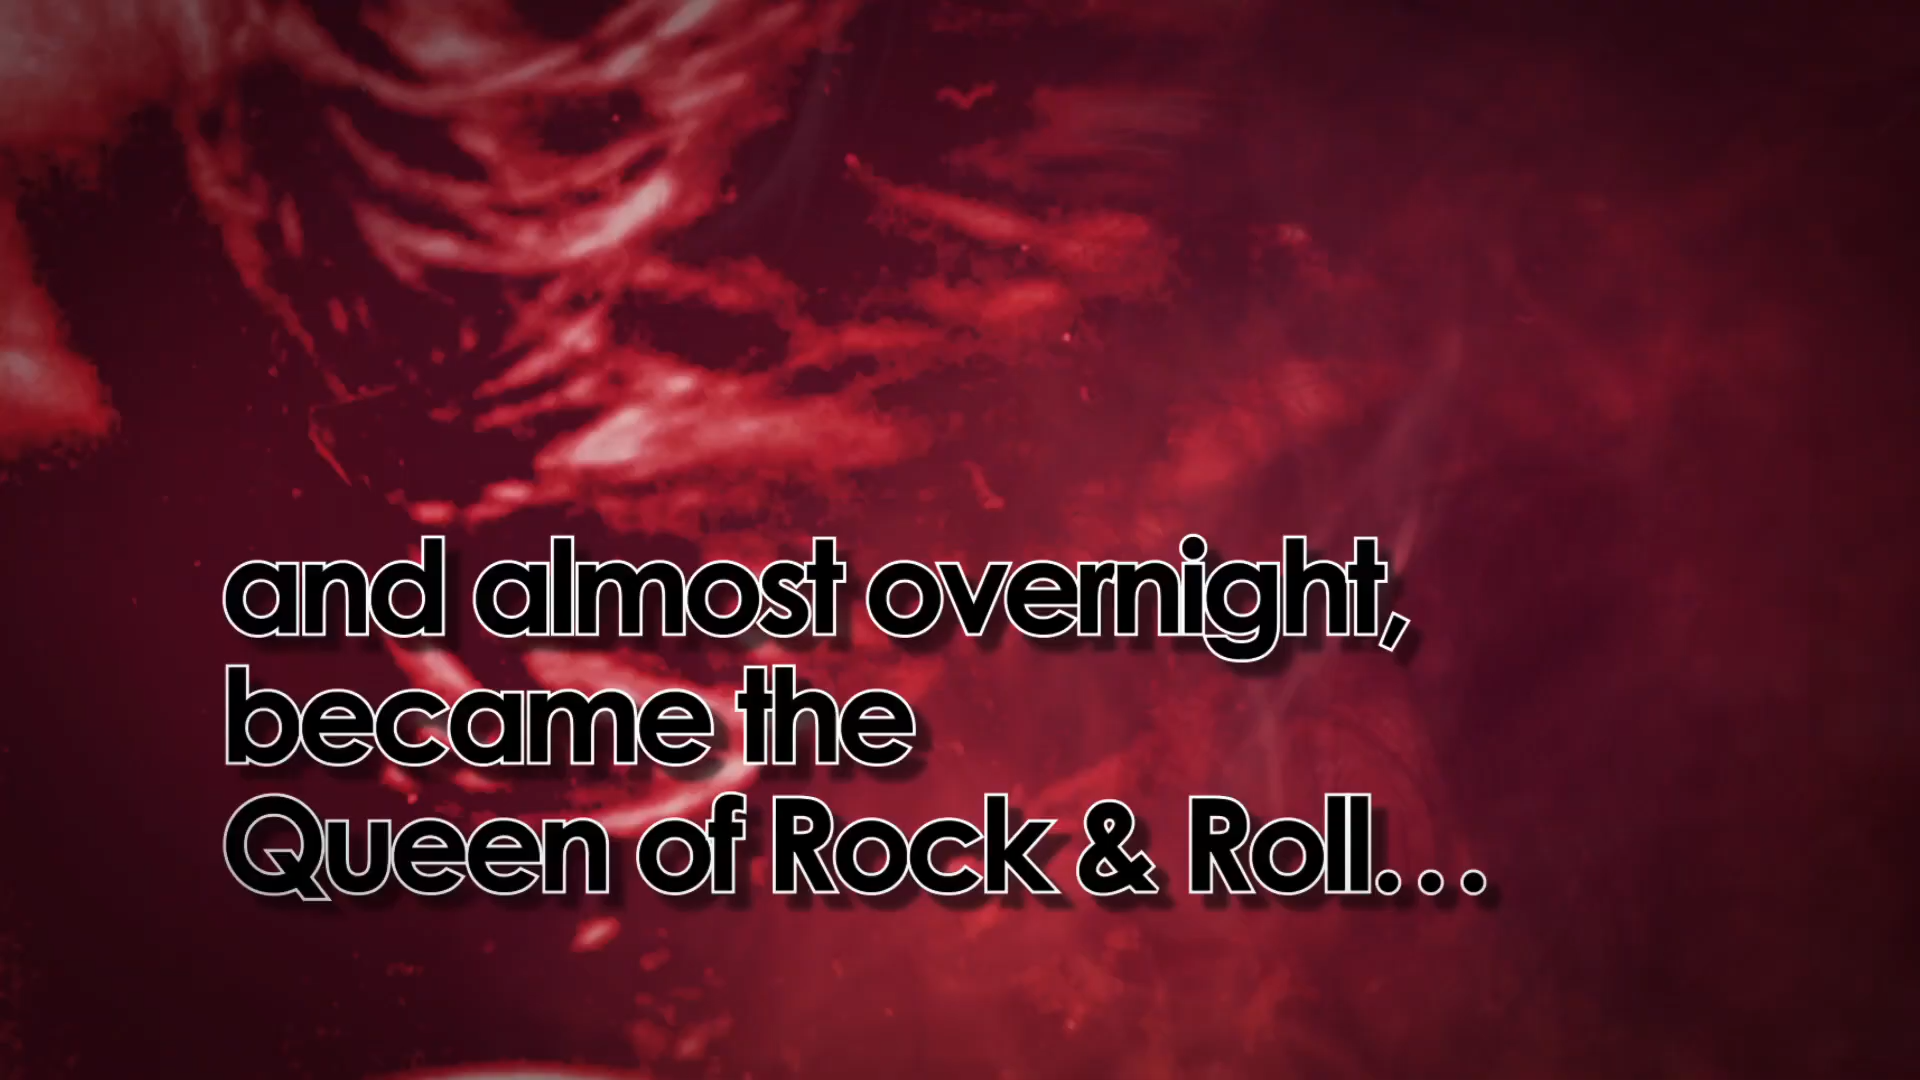 and almost overnight,
became the
Queen of Rock & Roll...